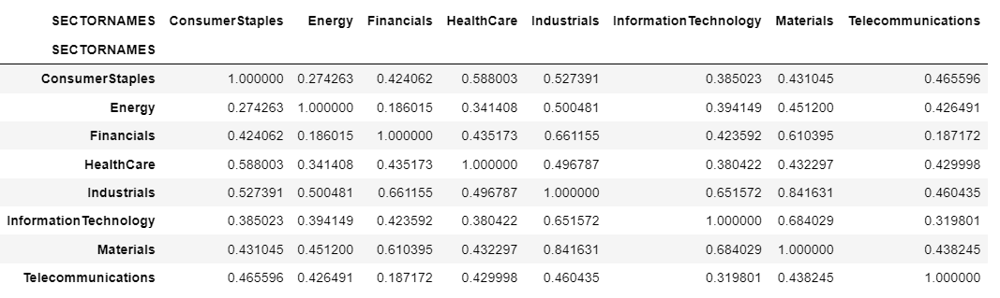 SECTORNAMES ConsumerStaples Energy Financials HealthCare Industrials InformationTechnology Materials Telecommunications
SECTORNAMES
ConsumerStaples 1.000000 0.274263 0.424062 0.588003 0.527391 0.385023 0.431045 0.465596
Energy 0.274263 1.000000 0.186015 0.341408 0.500481 0.394149 0.451200 0.426491
Financials 0.424062 0.186015 1.000000 0.435173 0.661155 0.423592 0.610395 0.187172
HealthCare 0.588003 0.341408 0.435173 1.000000 0.496787 0.380422 0.432297 0.429998
Industrials 0.527391 0.500481 0.661155 0.496787 1.000000 0.651572 0.841631 0.460435
InformationTechnology 0.385023 0.394149 0.423592 0.380422 0.651572 1.000000 0.684029 0.319801
Materials 0.431045 0.451200 0.610395 0.432297 0.841631 0.684029 1.000000 0.438245
Telecommunications 0.465596 0.426491 0.187172 0.429998 0.460435 0.319801 0.438245 1.000000